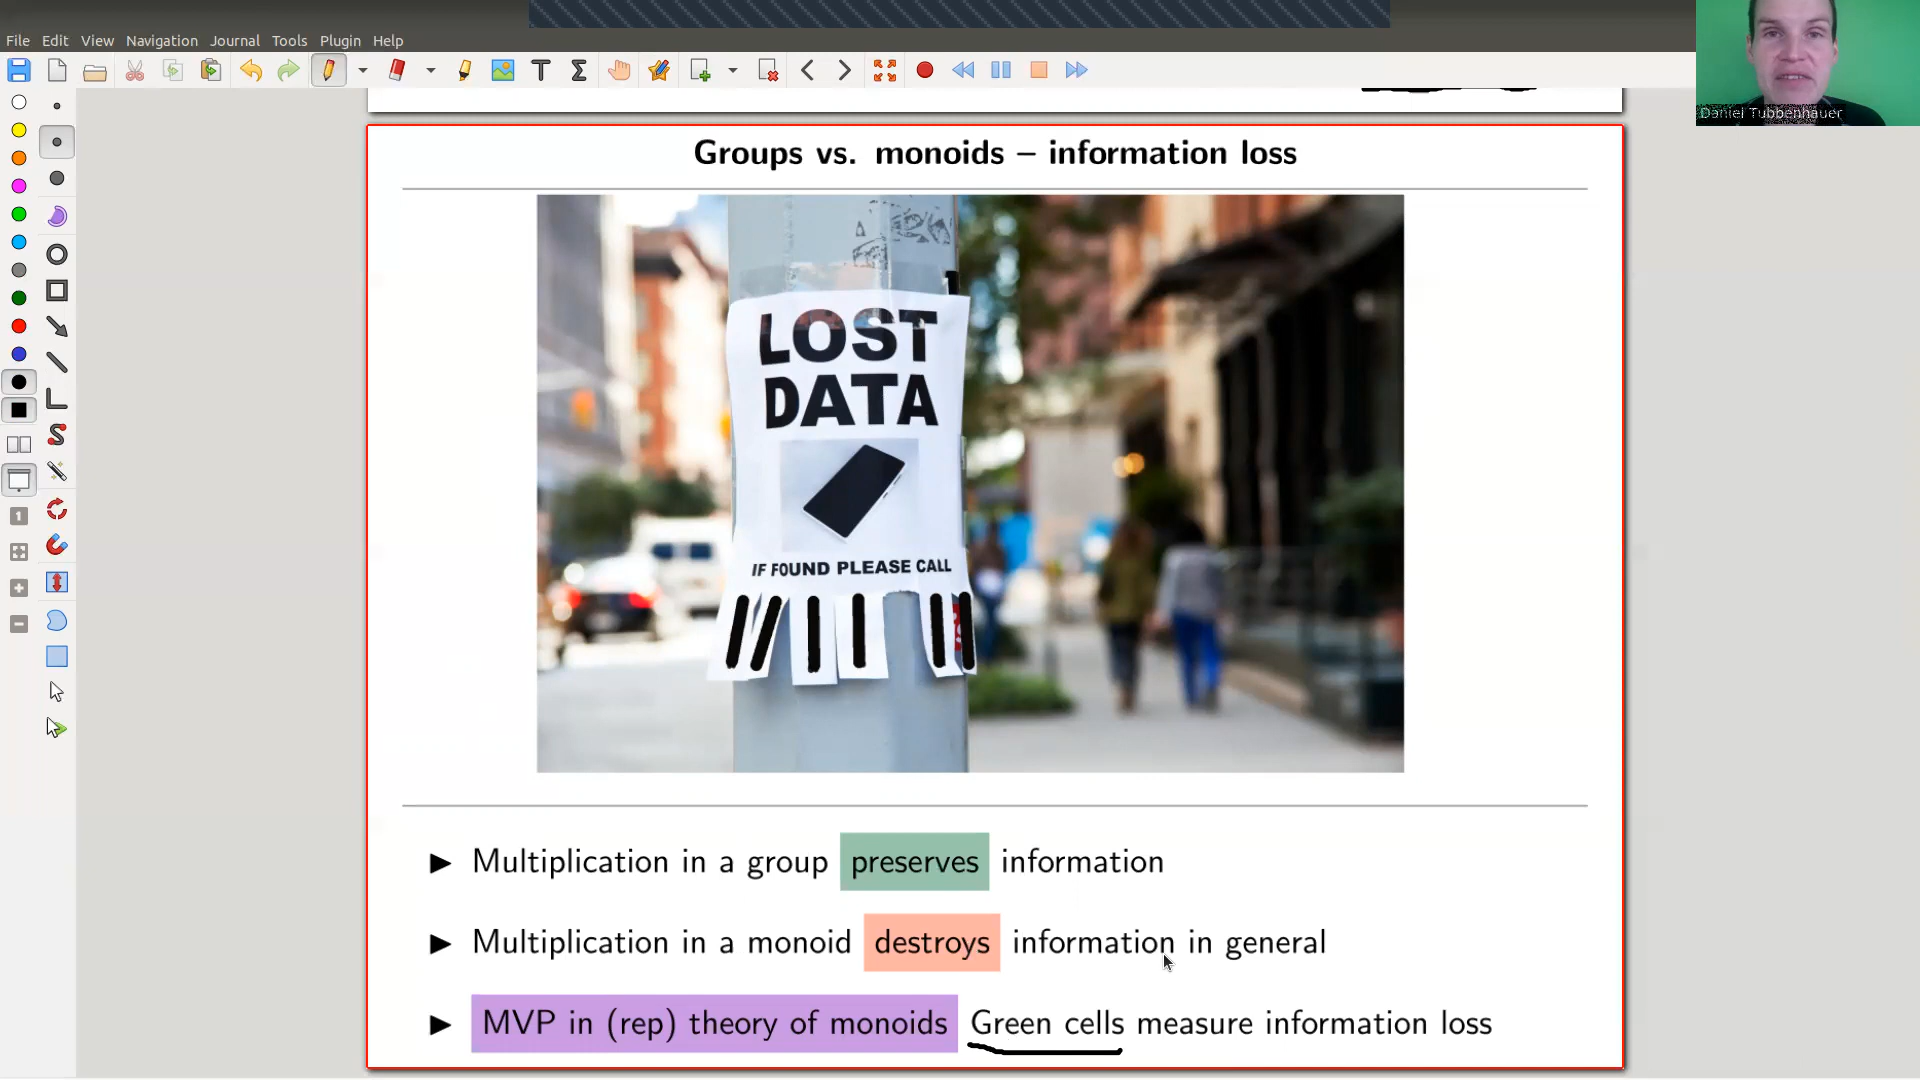 File Edit View Navigation Journal Tools Plugin Help
Daniel Tubbenhauer
Groups vs. monoids – information loss
LOST
DATA
IF FOUND PLEASE CALL
► Multiplication in a group preserves information
► Multiplication in a monoid destroys information in general
► MVP in (rep) theory of monoids Green cells measure information loss